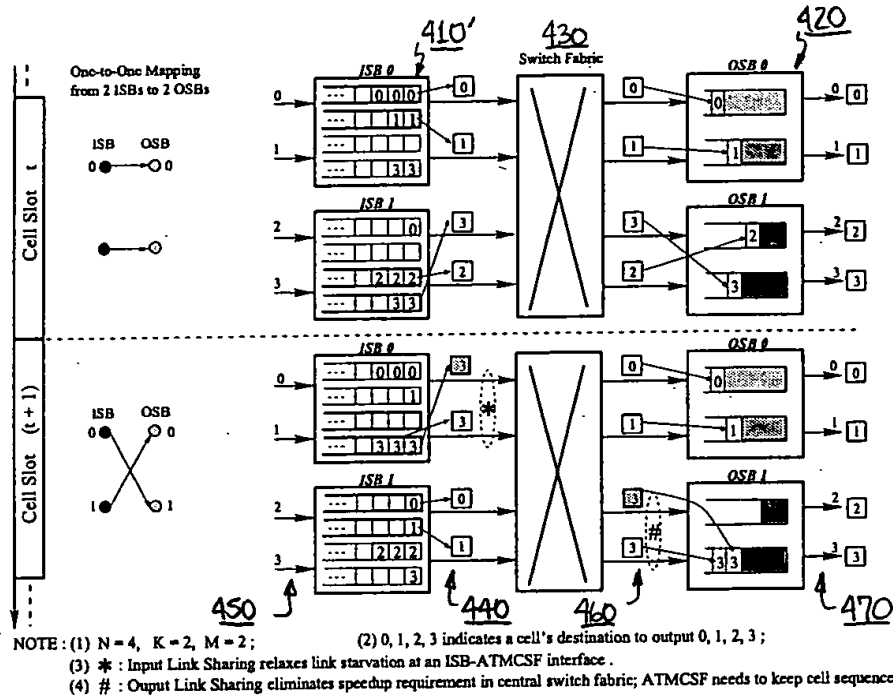 410'
430
420
One-to-One Mapping
from 2 ISBs to 2 OSBs
Switch Fabric
ISB 0
OSB 0
Cell Slot t
ISB OSB
0 0
0
1
--- 0 0 0
--- 1 1
---
--- 3 3
0
1
0
1
0
1
0 0
1 1
ISB 1
OSB 1
2
3
--- 0
---
--- 2 2 2
--- 3 3
3
2
3
2
2
3
2 2
3 3
Cell Slot (t + 1)
ISB OSB
0 0
1 1
ISB 0
OSB 0
0
1
--- 0 0 0
--- 1
---
--- 3 3 3
3
*
3
0
1
0
1
0 0
1 1
ISB 1
OSB 1
2
3
--- 0
--- 1
--- 2 2 2
--- 3
0
1
3
#
3
3 3
2 2
3 3
450
440
460
470
NOTE : (1) N = 4, K = 2, M = 2 ; (2) 0, 1, 2, 3 indicates a cell's destination to output 0, 1, 2, 3 ;
(3) * : Input Link Sharing relaxes link starvation at an ISB-ATMCSF interface .
(4) # : Ouput Link Sharing eliminates speedup requirement in central switch fabric; ATMCSF needs to keep cell sequence